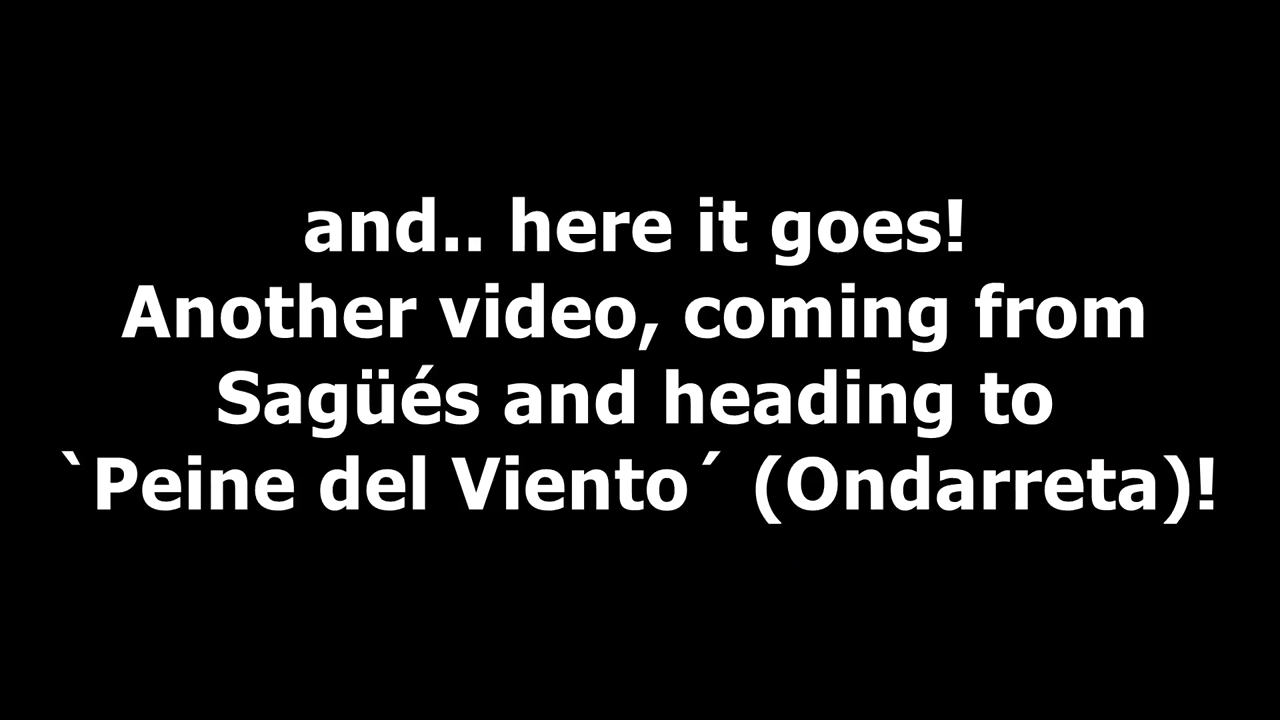 and.. here it goes!
Another video, coming from
Sagüés and heading to
`Peine del Viento´ (Ondarreta)!